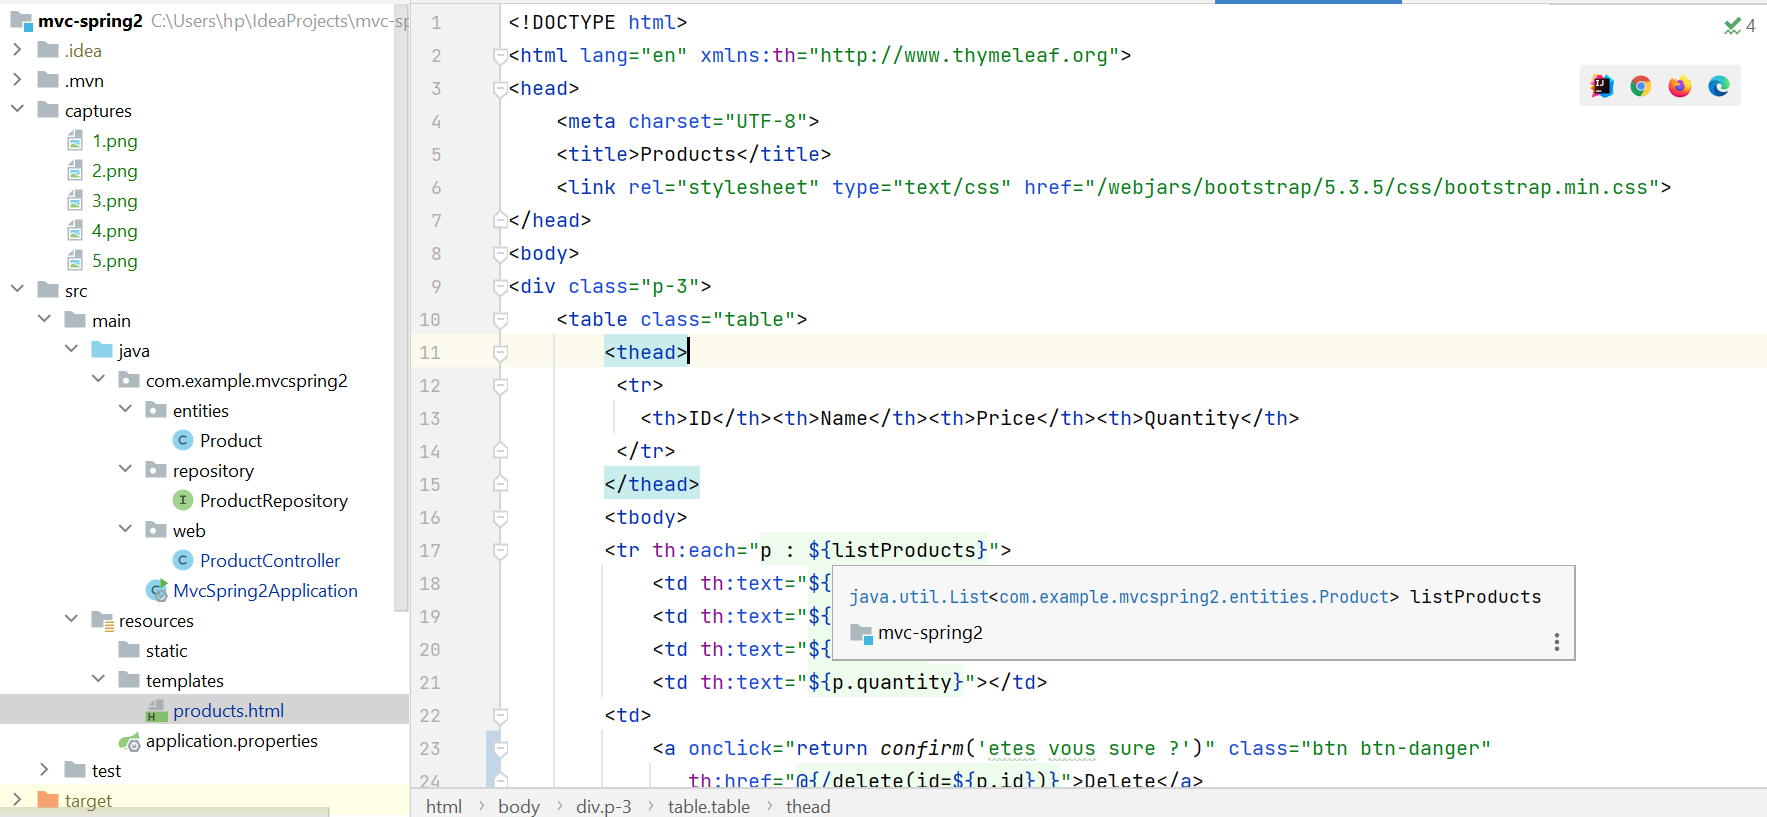 mvc-spring2 C:\Users\hp\IdeaProjects\mvc-sp
.idea
.mvn
captures
1.png
2.png
3.png
4.png
5.png
src
main
java
com.example.mvcspring2
entities
Product
repository
ProductRepository
web
ProductController
MvcSpring2Application
resources
static
templates
products.html
application.properties
test
target
4
1 <!DOCTYPE html>
2 <html lang="en" xmlns:th="http://www.thymeleaf.org">
3 <head>
4 <meta charset="UTF-8">
5 <title>Products</title>
6 <link rel="stylesheet" type="text/css" href="/webjars/bootstrap/5.3.5/css/bootstrap.min.css">
7 </head>
8 <body>
9 <div class="p-3">
10 <table class="table">
11 <thead>
12 <tr>
13 <th>ID</th><th>Name</th><th>Price</th><th>Quantity</th>
14 </tr>
15 </thead>
16 <tbody>
17 <tr th:each="p : ${listProducts}">
18 <td th:text="${
19 <td th:text="${
20 <td th:text="${
java.util.List<com.example.mvcspring2.entities.Product> listProducts
mvc-spring2
21 <td th:text="${p.quantity}"></td>
22 <td>
23 <a onclick="return confirm('etes vous sure ?')" class="btn btn-danger"
24 th:href="@{/delete(id=${p.id})}">Delete</a>
html > body > div.p-3 > table.table > thead